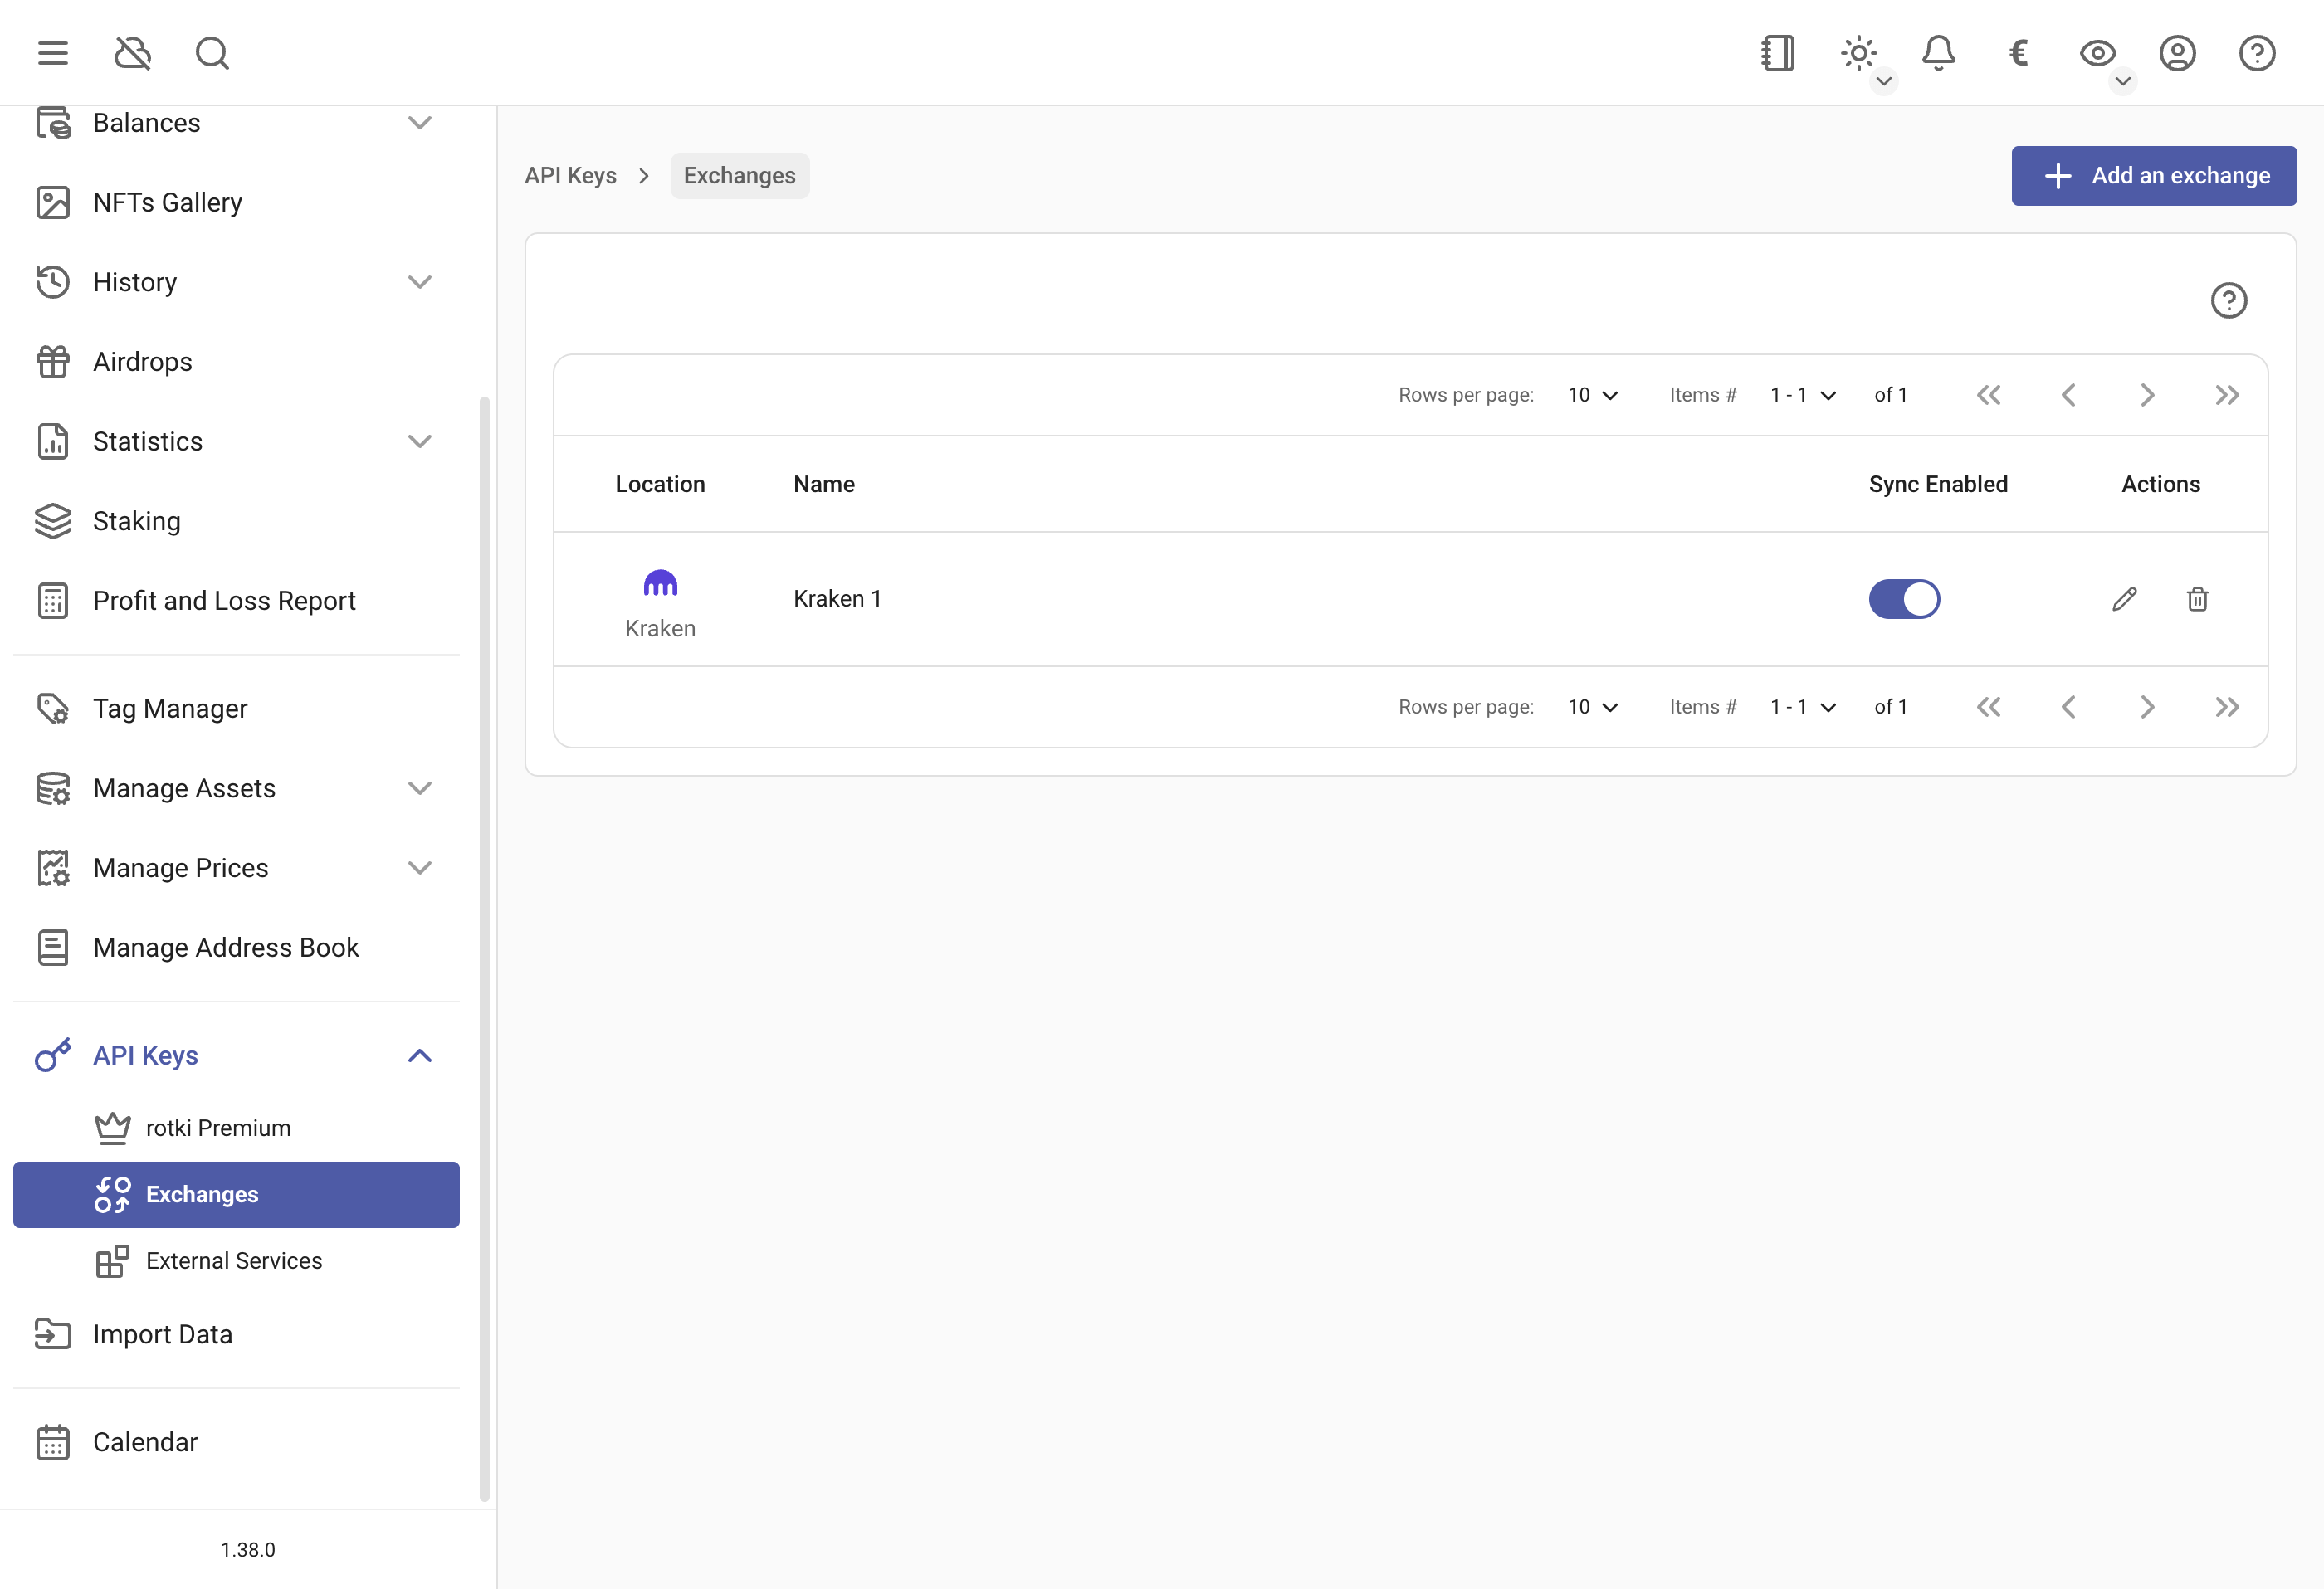 Balances
NFTs Gallery
History
Airdrops
Statistics
Staking
Profit and Loss Report
Tag Manager
Manage Assets
Manage Prices
Manage Address Book
API Keys
rotki Premium
Exchanges
External Services
Import Data
Calendar
1.38.0
API Keys Exchanges
Add an exchange
Rows per page: 10 Items # 1 - 1 of 1
Location Name Sync Enabled Actions
Kraken 1
Kraken
Rows per page: 10 Items # 1 - 1 of 1